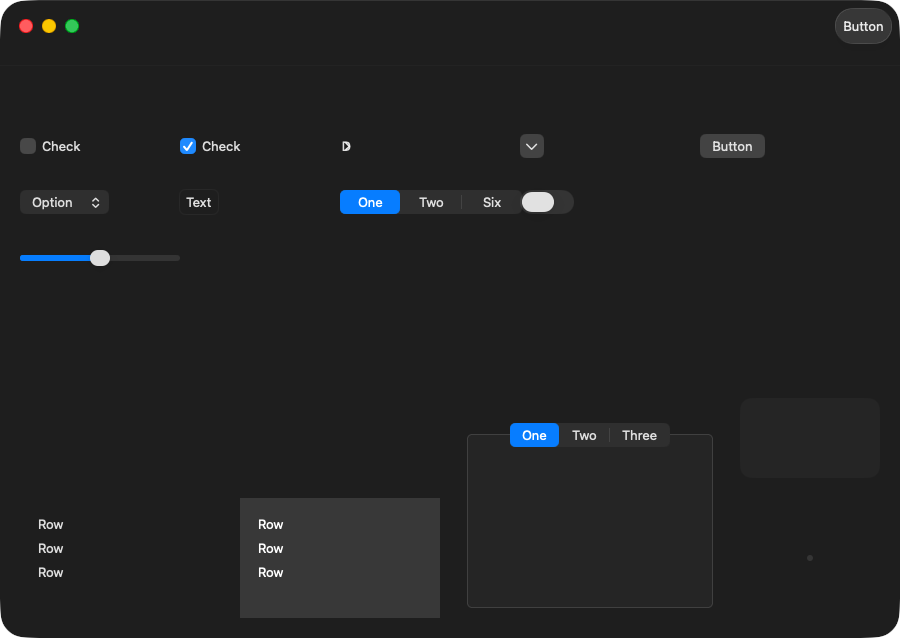 Button
Check
Check
Button
Option
Text
One Two Six
One Two Three
Row
Row
Row
Row
Row
Row